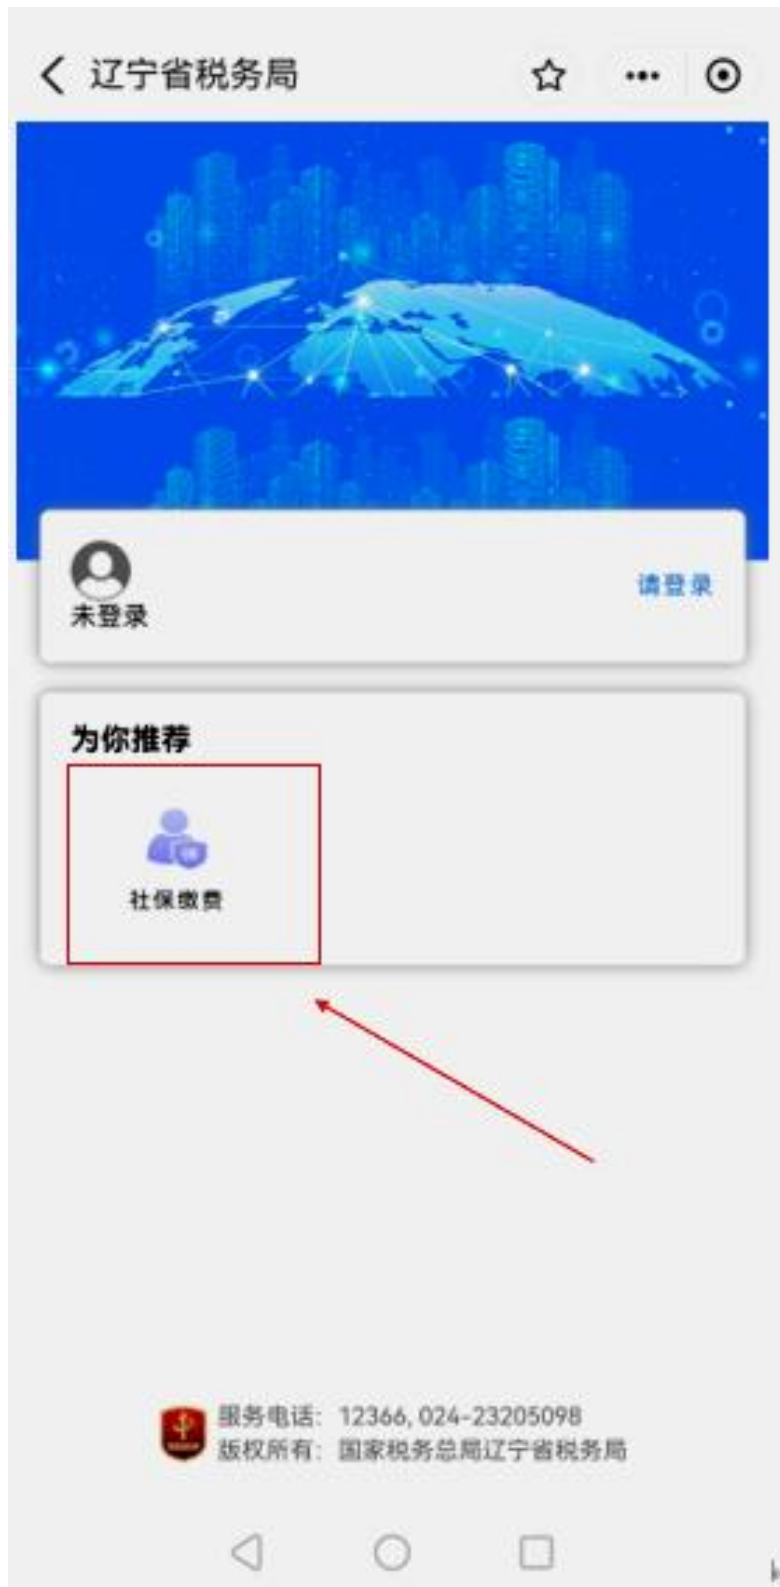 辽宁省税务局
未登录
请登录
为你推荐
社保缴费
服务电话: 12366, 024-23205098
版权所有: 国家税务总局辽宁省税务局